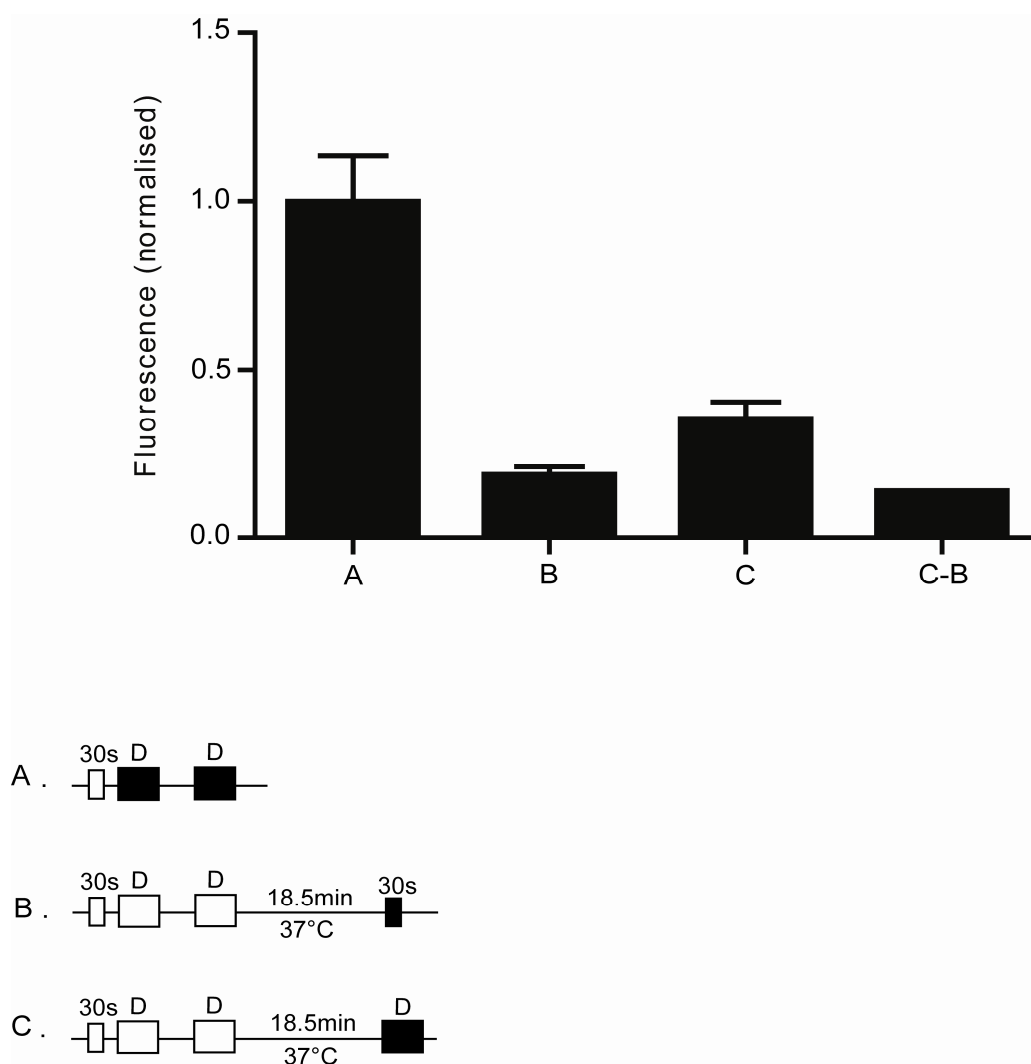 1.5
1.0
0.5
0.0
Fluorescence (normalised)
A B C C-B
30s D D
A .
30s D D 18.5min 30s
B . 37°C
30s D D 18.5min D
C . 37°C